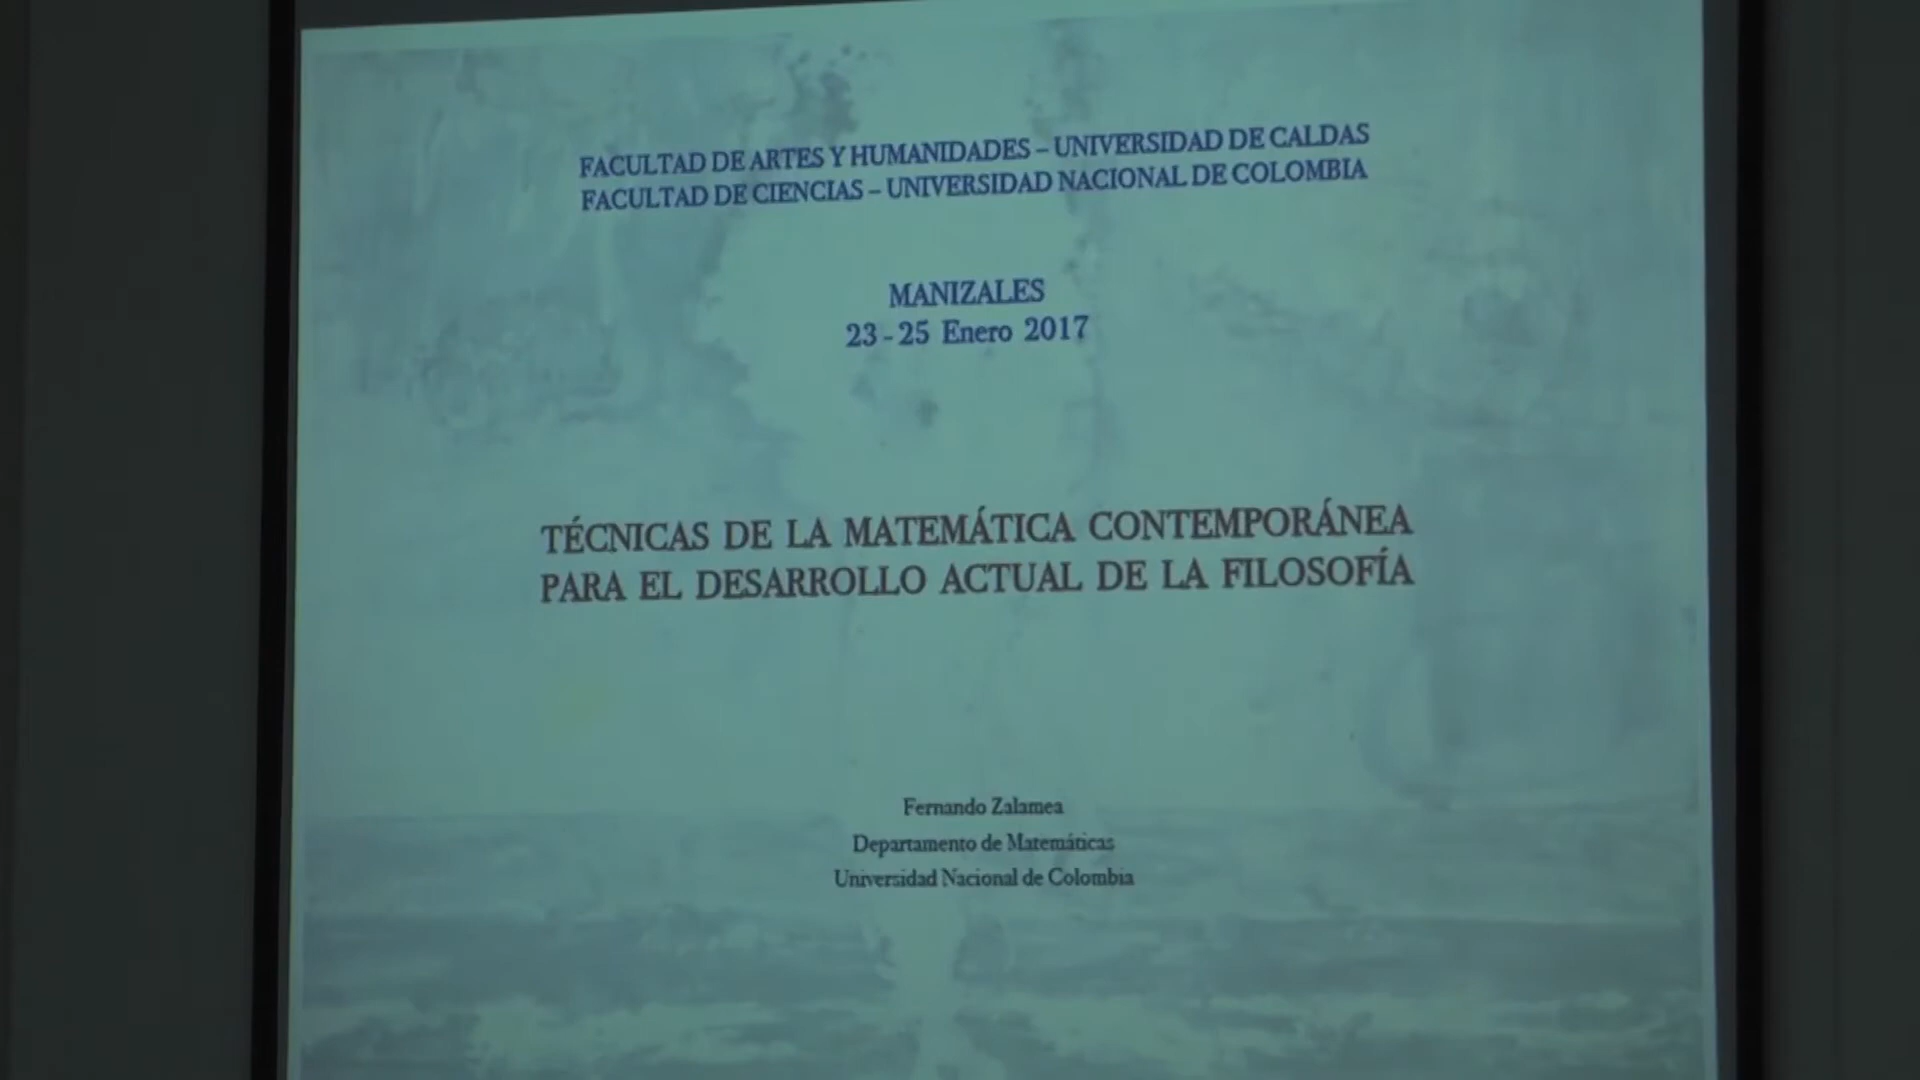 FACULTAD DE ARTES Y HUMANIDADES – UNIVERSIDAD DE CALDAS
FACULTAD DE CIENCIAS – UNIVERSIDAD NACIONAL DE COLOMBIA
MANIZALES
23 - 25 Enero 2017
TÉCNICAS DE LA MATEMÁTICA CONTEMPORÁNEA
PARA EL DESARROLLO ACTUAL DE LA FILOSOFÍA
Fernando Zalamea
Departamento de Matemáticas
Universidad Nacional de Colombia